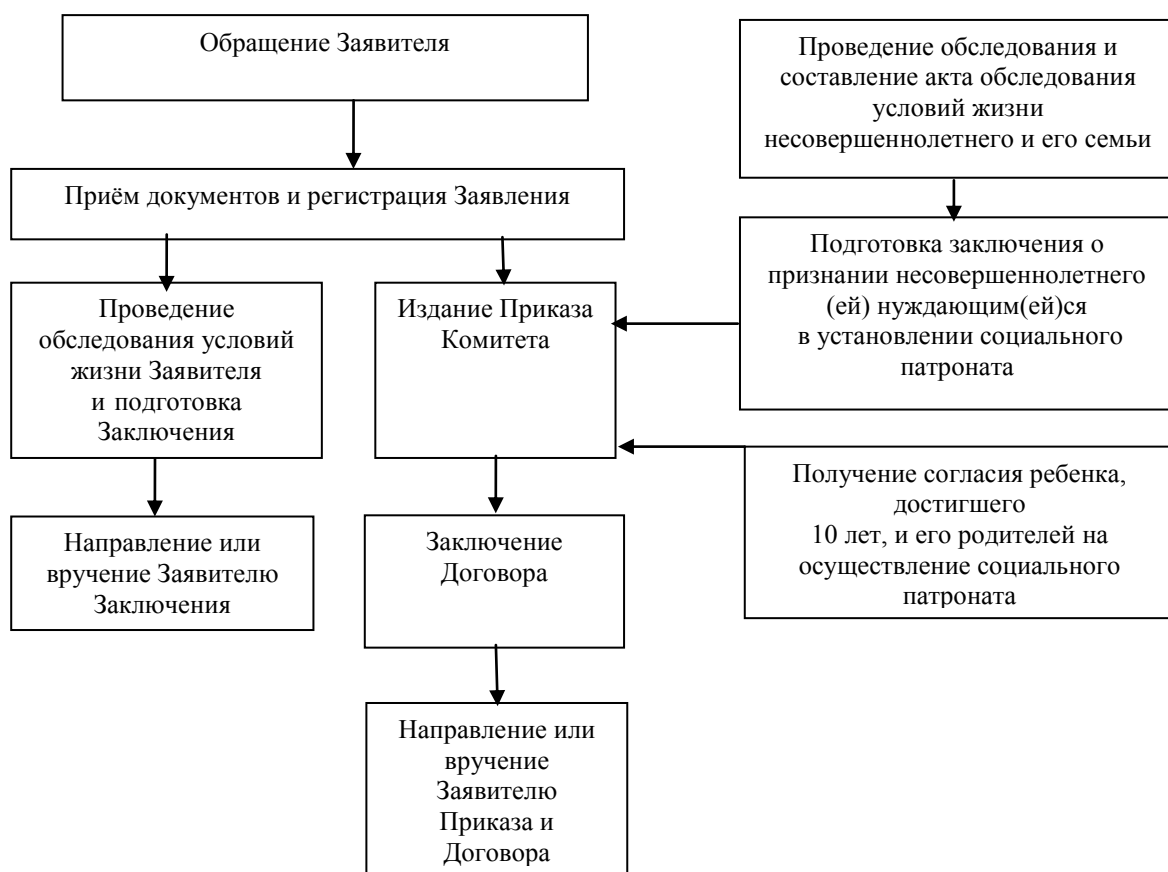 Обращение Заявителя
Проведение обследования и
составление акта обследования
условий жизни
несовершеннолетнего и его семьи
Приём документов и регистрация Заявления
Подготовка заключения о
признании несовершеннолетнего
(ей) нуждающим(ей)ся
в установлении социального
патроната
Проведение
обследования условий
жизни Заявителя
и подготовка
Заключения
Издание Приказа
Комитета
Получение согласия ребенка,
достигшего
10 лет, и его родителей на
осуществление социального
патроната
Направление или
вручение Заявителю
Заключения
Заключение
Договора
Направление или
вручение
Заявителю
Приказа и
Договора